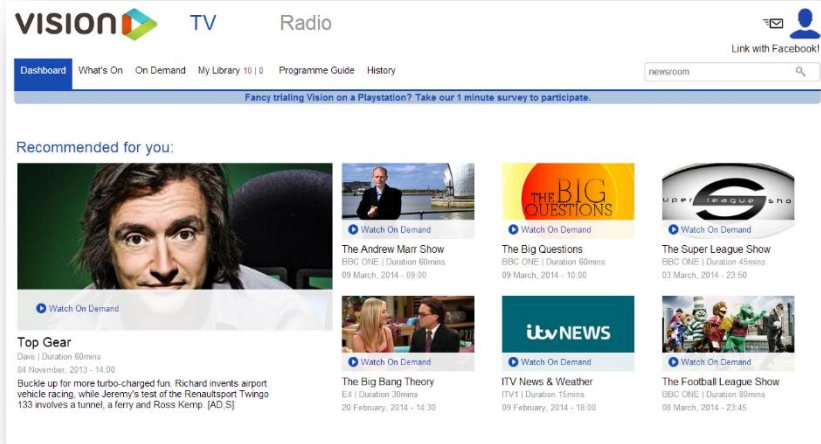 VISION TV Radio
Link with Facebook!
Dashboard What's On On Demand My Library 10 | 0 Programme Guide History newsroom
Fancy trialing Vision on a Playstation? Take our 1 minute survey to participate.
Recommended for you:
THE BIG
QUESTIONS
super league sho
Watch On Demand Watch On Demand Watch On Demand
The Andrew Marr Show The Big Questions The Super League Show
BBC ONE | Duration 60mins BBC ONE | Duration 60mins BBC ONE | Duration 45mins
09 March, 2014 - 09:00 09 March, 2014 - 10:00 03 March, 2014 - 23:50
Watch On Demand
itv NEWS
Top Gear
Dave | Duration 60mins
04 November, 2013 - 14:00
Buckle up for more turbo-charged fun. Richard invents airport
vehicle racing, while Jeremy's test of the Renaultsport Twingo
133 involves a tunnel, a ferry and Ross Kemp. [AD,S]
Watch On Demand Watch On Demand Watch On Demand
The Big Bang Theory ITV News & Weather The Football League Show
E4 | Duration 30mins ITV1 | Duration 15mins BBC ONE | Duration 80mins
20 February, 2014 - 14:30 09 February, 2014 - 18:00 08 March, 2014 - 23:45